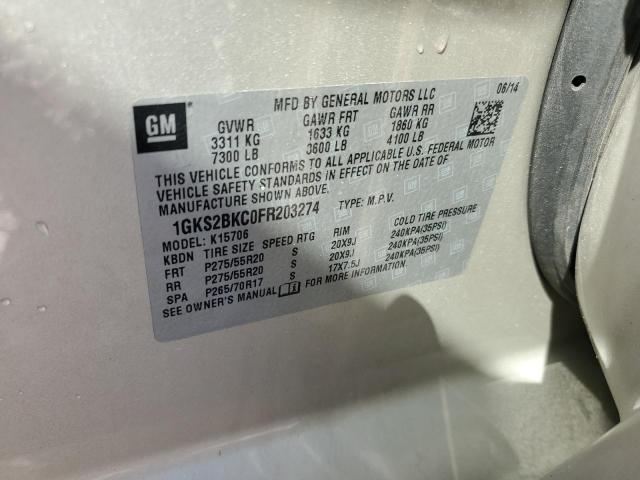 GM
MFD BY GENERAL MOTORS LLC 06/14
GVWR GAWR FRT GAWR RR
3311 KG 1633 KG 1860 KG
7300 LB 3600 LB 4100 LB
THIS VEHICLE CONFORMS TO ALL APPLICABLE U.S. FEDERAL MOTOR
VEHICLE SAFETY STANDARDS IN EFFECT ON THE DATE OF
MANUFACTURE SHOWN ABOVE.
1GKS2BKC0FR203274 TYPE: M.P.V.
MODEL: K15706
KBDN TIRE SIZE SPEED RTG RIM COLD TIRE PRESSURE
FRT P275/55R20 S 20X9J 240KPA(35PSI)
RR P275/55R20 S 20X9J 240KPA(35PSI)
SPA P265/70R17 S 17X7.5J 240KPA(35PSI)
SEE OWNER'S MANUAL FOR MORE INFORMATION.